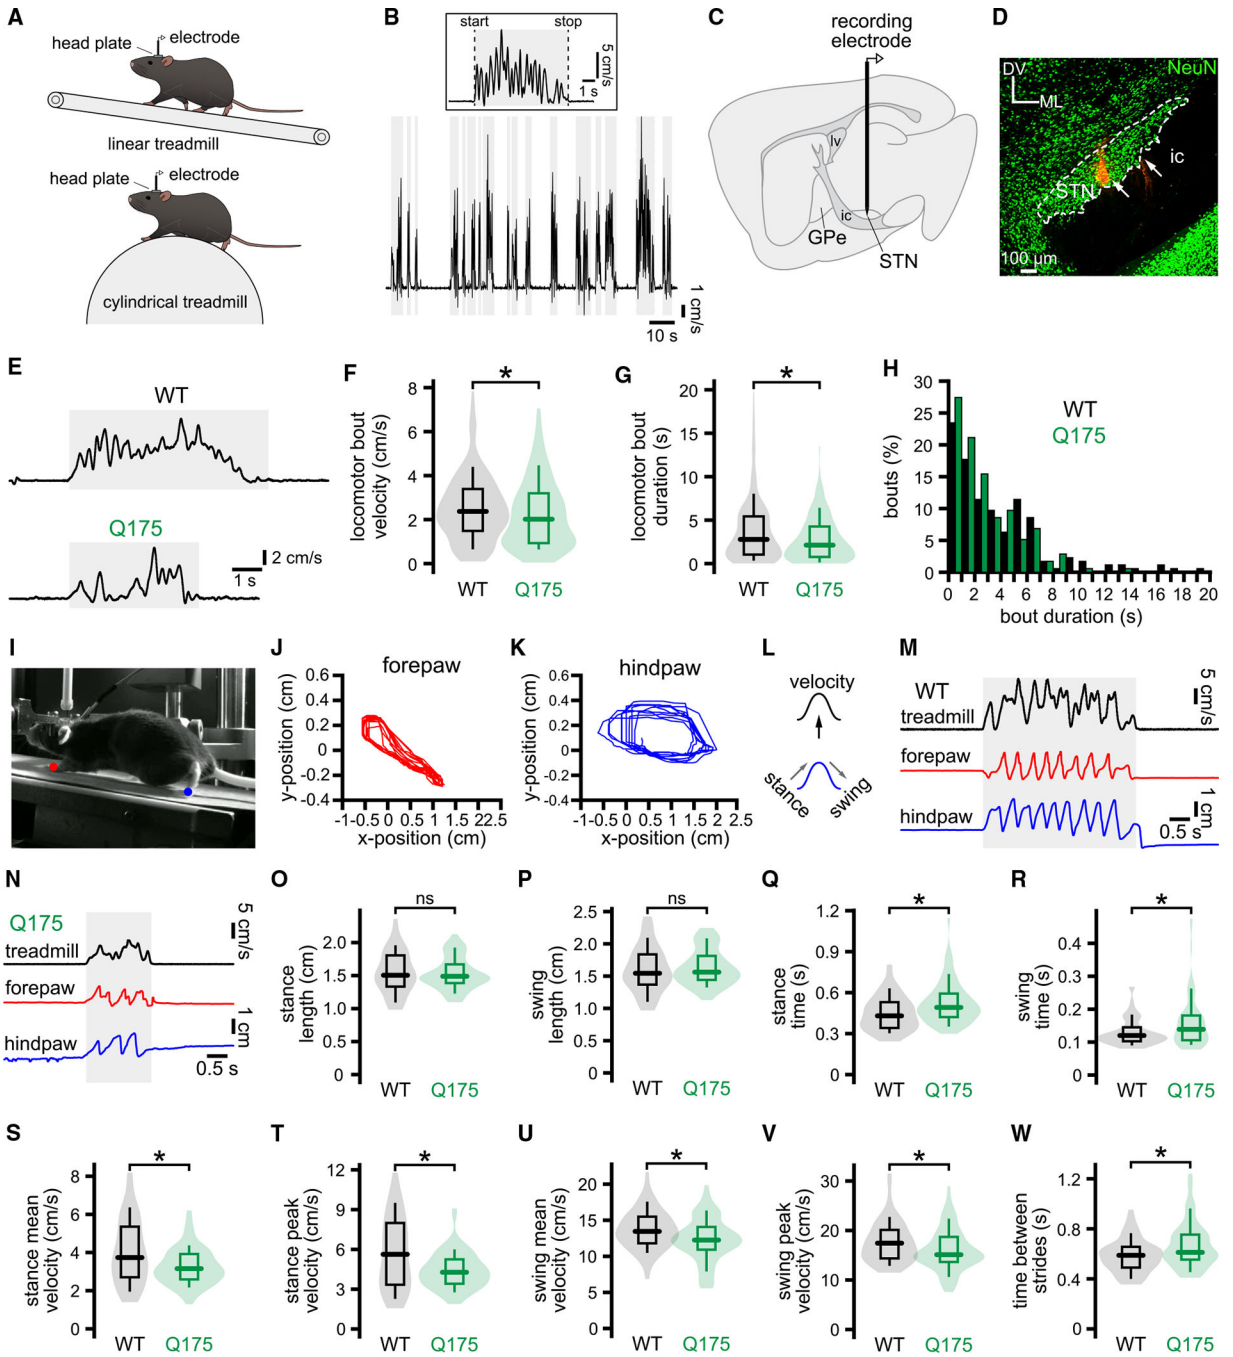 A
head plate
electrode
linear treadmill
head plate
electrode
cylindrical treadmill
B
start
stop
5 cm/s
1 s
1 cm/s
10 s
C
recording
electrode
lv
ic
GPe
STN
D
DV
ML
NeuN
STN
ic
100 µm
E
WT
Q175
2 cm/s
1 s
F
*
locomotor bout
velocity (cm/s)
8
6
4
2
0
WT
Q175
G
*
locomotor bout
duration (s)
20
15
10
5
0
WT
Q175
H
WT
Q175
bouts (%)
30
25
20
15
10
5
0
0 2 4 6 8 10 12 14 16 18 20
bout duration (s)
I
J
forepaw
y-position (cm)
0.6
0.4
0.2
0
-0.2
-0.4
-1 -0.5 0 0.5 1 1.5 2 2.5
x-position (cm)
K
hindpaw
y-position (cm)
0.6
0.4
0.2
0
-0.2
-0.4
-1 -0.5 0 0.5 1 1.5 2 2.5
x-position (cm)
L
velocity
stance
swing
M
WT
treadmill
forepaw
hindpaw
5 cm/s
1 cm
0.5 s
N
Q175
treadmill
forepaw
hindpaw
5 cm/s
1 cm
0.5 s
O
ns
stance
length (cm)
2.0
1.5
1.0
0.5
0
WT
Q175
P
ns
swing
length (cm)
2.5
2.0
1.5
1.0
0.5
0
WT
Q175
Q
*
stance
time (s)
1.2
0.9
0.6
0.3
0
WT
Q175
R
*
swing
time (s)
0.4
0.3
0.2
0.1
0
WT
Q175
S
*
stance mean
velocity (cm/s)
8
6
4
2
0
WT
Q175
T
*
stance peak
velocity (cm/s)
12
9
6
3
0
WT
Q175
U
*
swing mean
velocity (cm/s)
20
15
10
5
0
WT
Q175
V
*
swing peak
velocity (cm/s)
30
20
10
0
WT
Q175
W
*
time between
strides (s)
1.2
0.8
0.4
0
WT
Q175